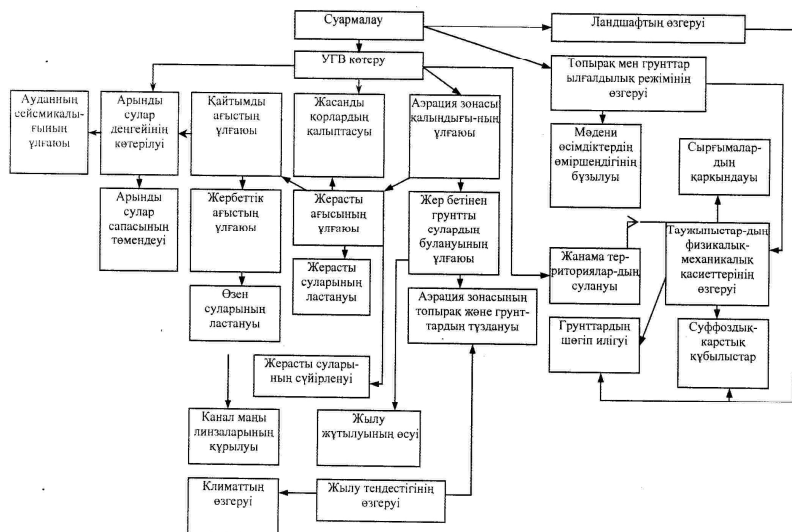 Суармалау
Ландшафтың өзгеруі
УГВ көтеру
Топырақ мен грунттар
ылғалдылық режімінің
өзгеруі
Ауданның
сейсмикалы-
ығының
ұлғаюы
Арынды
сулар
денгейінің
көтерілуі
Қайтымды
ағыстың
ұлғаюы
Жасанды
қорлардың
қалыптасуы
Аэрация зонасы
қалыңдығы-ның
ұлғаюы
Мәдени
өсімдіктердің
өміршеңдігінің
бұзылуы
Сырғымалар-
дың
қарқындауы
Арынды
сулар
сапасының
төмендеуі
Жербеттік
ағыстың
ұлғаюы
Жерасты
ағысының
ұлғаюы
Жер бетінен
грунтты
сулардың
булануының
ұлғаюы
Жанама тер-
риториялар-дың
сулануы
Таужыныстар-дың
физикалық-
механикалық
қасиеттерінің
өзгеруі
Өзен
суларының
ластануы
Жерасты
суларының
ластануы
Аэрация зонасының
топырақ және грунт-
тардың тұздануы
Грунттардың
шөгіп илігуі
Суффоздық-
карстық
құбылыстар
Жерасты сулары-
ның сүйірленуі
Канал маңы
линзаларының
құрылуы
Жылу
жұтылуының өсуі
Климаттың
өзгеруі
Жылу теңдестігінің
өзгеруі